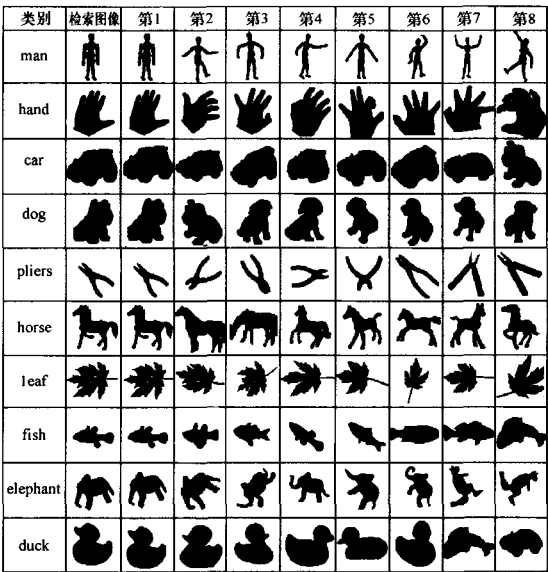 类别 检索图像 第1 第2 第3 第4 第5 第6 第7 第8
man
hand
car
dog
pliers
horse
leaf
fish
elephant
duck